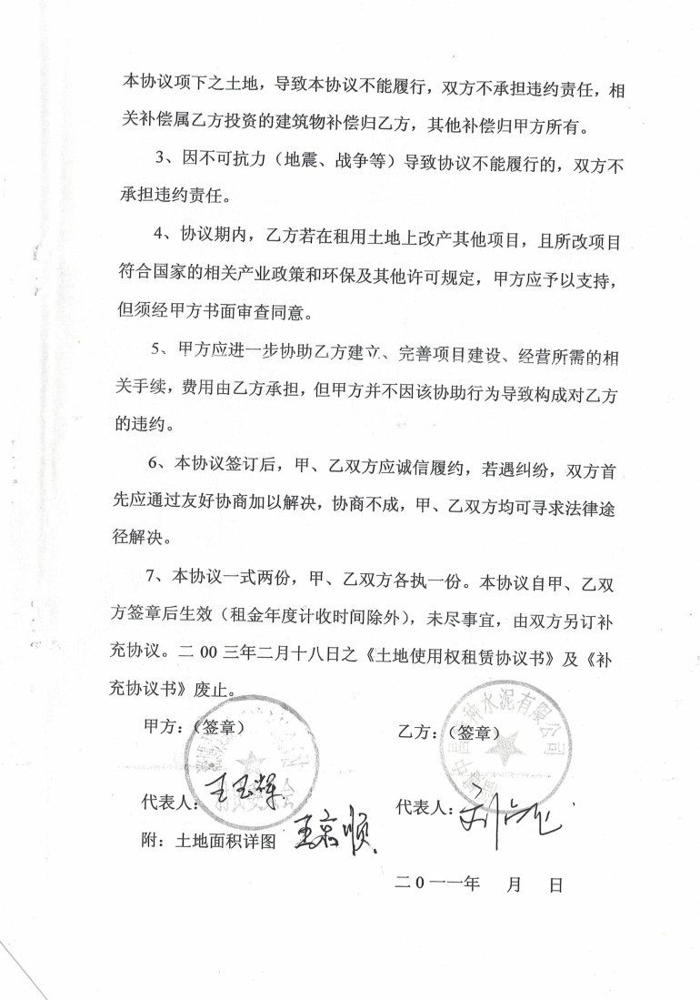 本协议项下之土地，导致本协议不能履行，双方不承担违约责任，相
关补偿属乙方投资的建筑物补偿归乙方，其他补偿归甲方所有。
3、因不可抗力（地震、战争等）导致协议不能履行的，双方不
承担违约责任。
4、协议期内，乙方若在租用土地上改产其他项目，且所改项目
符合国家的相关产业政策和环保及其他许可规定，甲方应予以支持，
但须经甲方书面审查同意。
5、甲方应进一步协助乙方建立、完善项目建设、经营所需的相
关手续，费用由乙方承担，但甲方并不因该协助行为导致构成对乙方
的违约。
6、本协议签订后，甲、乙双方应诚信履约，若遇纠纷，双方首
先应通过友好协商加以解决，协商不成，甲、乙双方均可寻求法律途
径解决。
7、本协议一式两份，甲、乙双方各执一份。本协议自甲、乙双
方签章后生效（租金年度计收时间除外），未尽事宜，由双方另订补
充协议。二00三年二月十八日之《土地使用权租赁协议书》及《补
充协议书》废止。
甲方：（签章）
乙方：（签章）
种水泥有限公司
代表人：王玉辉
代表人：
附：土地面积详图
二0一一年 月 日